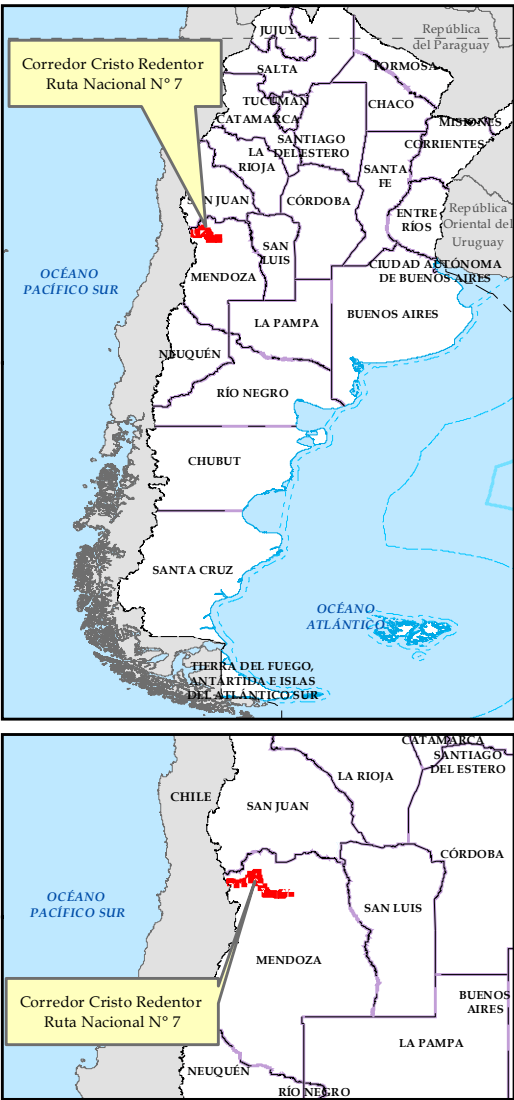 JUJUY
República
del Paraguay
Corredor Cristo Redentor
Ruta Nacional N° 7
SALTA
FORMOSA
TUCUMÁN
CHACO
CATAMARCA
MISIONES
SANTIAGO
DEL ESTERO
CORRIENTES
LA
RIOJA
SANTA
FE
SAN JUAN
CÓRDOBA
ENTRE
RÍOS
República
Oriental del
Uruguay
SAN
LUIS
OCÉANO
PACÍFICO SUR
MENDOZA
CIUDAD AUTÓNOMA
DE BUENOS AIRES
LA PAMPA
BUENOS AIRES
NEUQUÉN
RÍO NEGRO
CHUBUT
SANTA CRUZ
OCÉANO
ATLÁNTICO
TIERRA DEL FUEGO,
ANTÁRTIDA E ISLAS
DEL ATLÁNTICO SUR
CATAMARCA
SANTIAGO
DEL ESTERO
LA RIOJA
CHILE
SAN JUAN
CÓRDOBA
OCÉANO
PACÍFICO SUR
SAN LUIS
MENDOZA
Corredor Cristo Redentor
Ruta Nacional N° 7
BUENOS
AIRES
LA PAMPA
NEUQUÉN
RÍO NEGRO